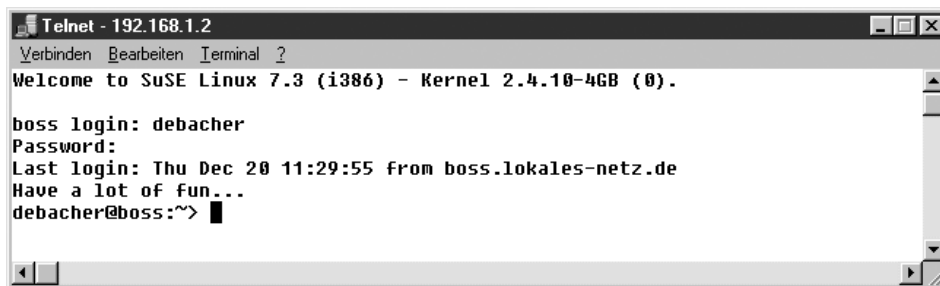 Telnet - 192.168.1.2
Verbinden Bearbeiten Terminal ?
Welcome to SuSE Linux 7.3 (i386) - Kernel 2.4.10-4GB (0).
boss login: debacher
Password:
Last login: Thu Dec 20 11:29:55 from boss.lokales-netz.de
Have a lot of fun...
debacher@boss:~>